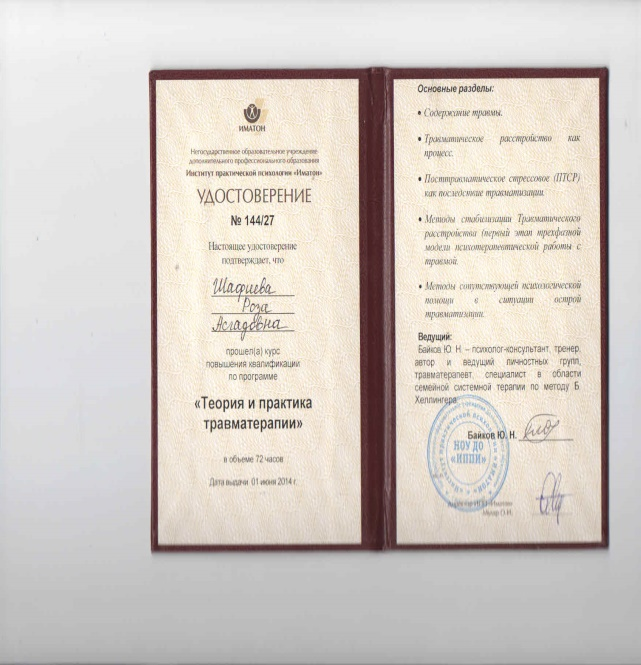 ИМАТОН
Негосударственное образовательное учреждение
дополнительного профессионального образования
Институт практической психологии «Иматон»
УДОСТОВЕРЕНИЕ
№ 144/27
Настоящее удостоверение
подтверждает, что
Шафиева
Роза
Асгадовна
прошел(а) курс
повышения квалификации
по программе
«Теория и практика
травматерапии»
в объеме 72 часов
Дата выдачи 01 июня 2014 г.
Основные разделы:
• Содержание травмы.
• Травматическое расстройство как
процесс.
• Посттравматическое стрессовое (ПТСР)
как последствие травматизации.
• Методы стабилизации Травматического
расстройства (первый этап трехфазной
модели психотерапевтической работы с
травмой.
• Методы сопутствующей психологической
помощи в ситуации острой
травматизации.
Ведущий:
Байков Ю. Н. – психолог-консультант, тренер,
автор и ведущий личностных групп,
травматерапевт, специалист в области
семейной системной терапии по методу Б.
Хеллингера
Байков Ю. Н.
НОУ ДО
«ИППИ»
Директор ИПП «Иматон»